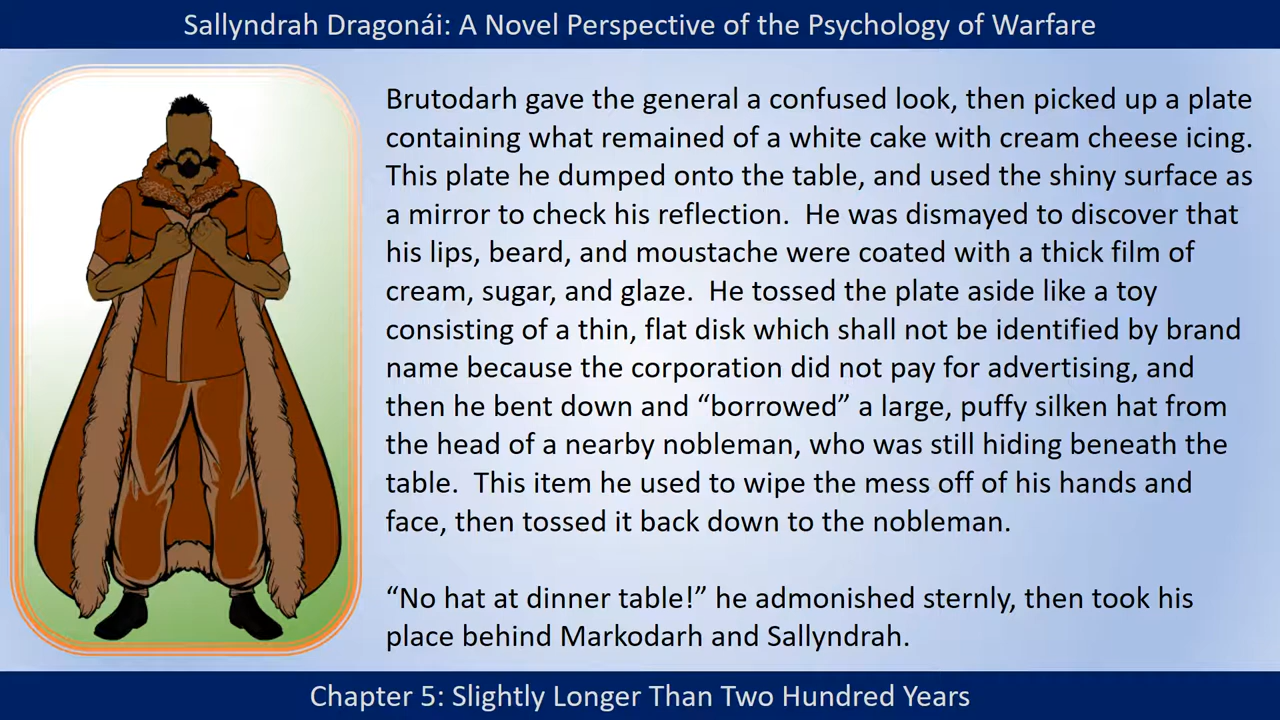 Sallyndrah Dragonái: A Novel Perspective of the Psychology of Warfare
Brutodarh gave the general a confused look, then picked up a plate
containing what remained of a white cake with cream cheese icing.
This plate he dumped onto the table, and used the shiny surface as
a mirror to check his reflection.  He was dismayed to discover that
his lips, beard, and moustache were coated with a thick film of
cream, sugar, and glaze.  He tossed the plate aside like a toy
consisting of a thin, flat disk which shall not be identified by brand
name because the corporation did not pay for advertising, and
then he bent down and “borrowed” a large, puffy silken hat from
the head of a nearby nobleman, who was still hiding beneath the
table.  This item he used to wipe the mess off of his hands and
face, then tossed it back down to the nobleman.
“No hat at dinner table!” he admonished sternly, then took his
place behind Markodarh and Sallyndrah.
Chapter 5: Slightly Longer Than Two Hundred Years